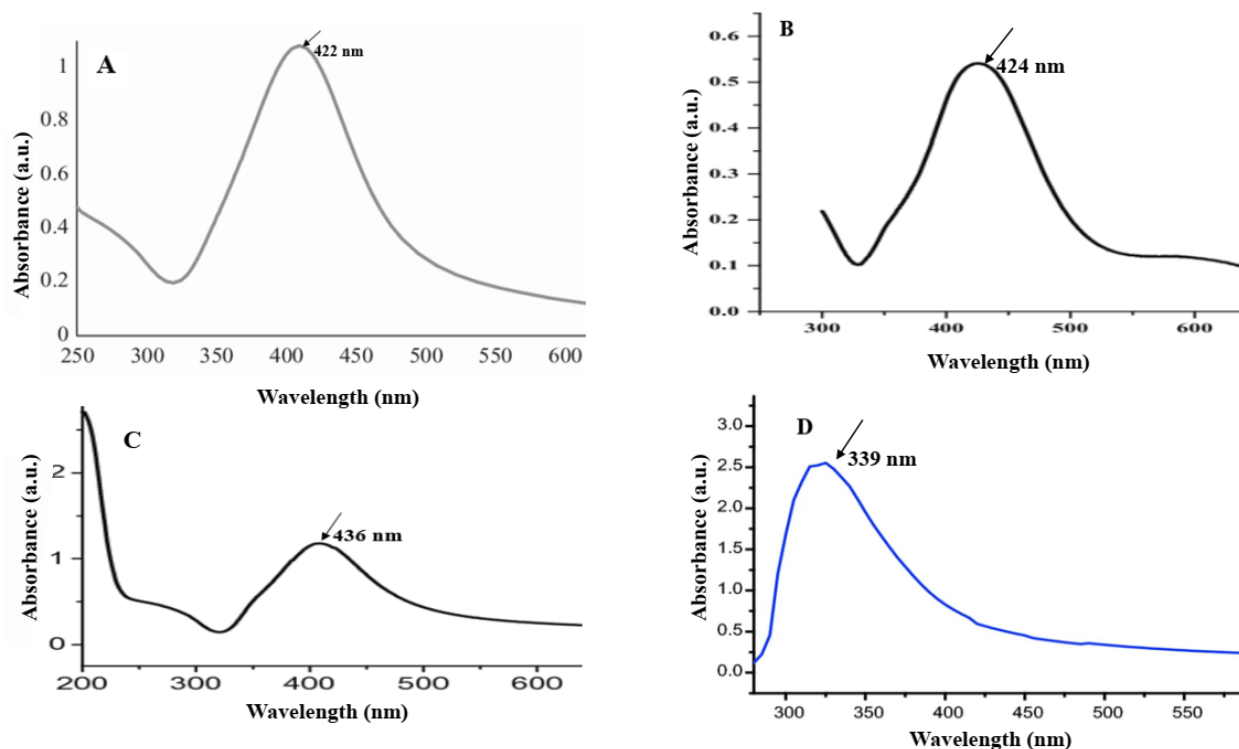 A
422 nm
Absorbance (a.u.)
1
0.8
0.6
0.4
0.2
0
250 300 350 400 450 500 550 600
Wavelength (nm)
B
424 nm
Absorbance (a.u.)
0.6
0.5
0.4
0.3
0.2
0.1
0.0
300 400 500 600
Wavelength (nm)
C
436 nm
Absorbance (a.u.)
2
1
0
200 300 400 500 600
Wavelength (nm)
D
339 nm
Absorbance (a.u.)
3.0
2.5
2.0
1.5
1.0
0.5
0.0
300 350 400 450 500 550
Wavelength (nm)